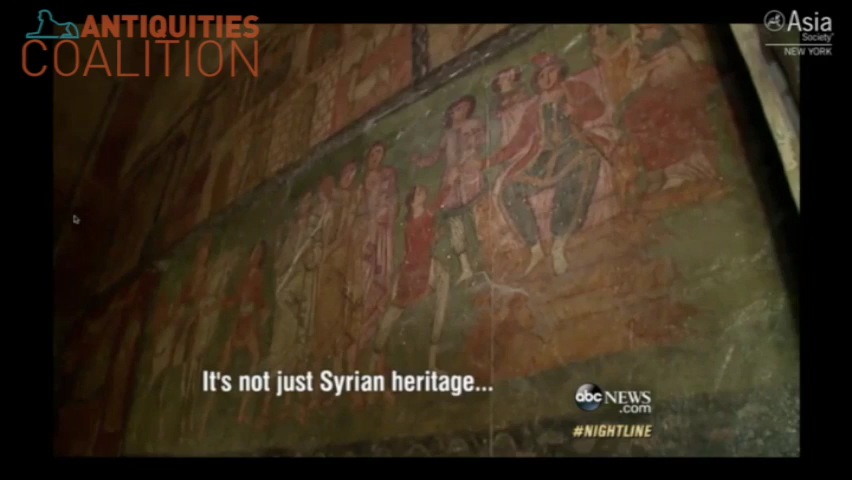 ANTIQUITIES
COALITION
Asia
Society
NEW YORK
It's not just Syrian heritage...
abc NEWS
.com
#NIGHTLINE